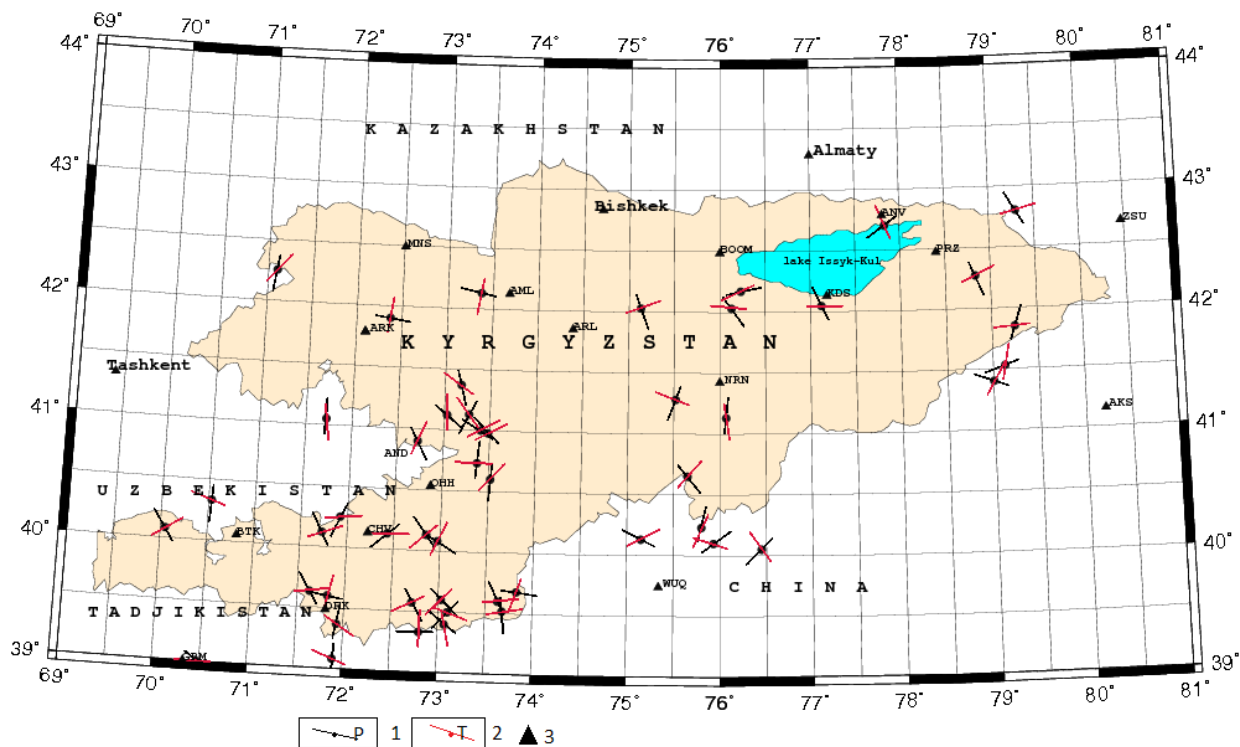 69° 70° 71° 72° 73° 74° 75° 76° 77° 78° 79° 80° 81°
44° 44°
K A Z A K H S T A N
Almaty
43° 43°
Bishkek
ANV
ZSU
MNS
BOOM
PRZ
lake Issyk-Kul
42° 42°
AML
KDS
ARK
ARL
K Y R G Y Z S T A N
Tashkent
NRN
AKS
41° 41°
AND
OHH
U Z B E K I S T A N
BTK
CHV
40° 40°
WUQ
C H I N A
DRK
T A D J I K I S T A N
GRM
39° 39°
69° 70° 71° 72° 73° 74° 75° 76° 77° 78° 79° 80° 81°
P 1 T 2 3